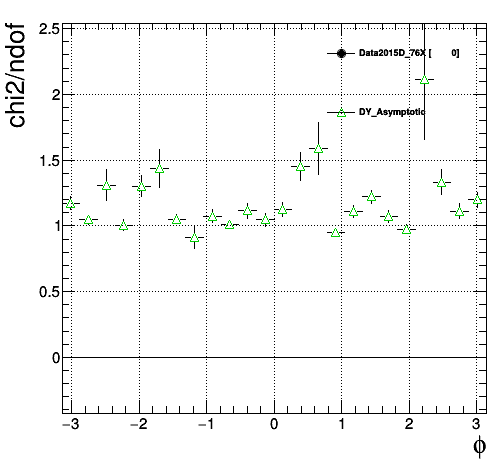 chi2/ndof
2.5
2
1.5
1
0.5
0
Data2015D_76X [ 0]
DY_Asymptotic
−3 −2 −1 0 1 2 3
ϕ